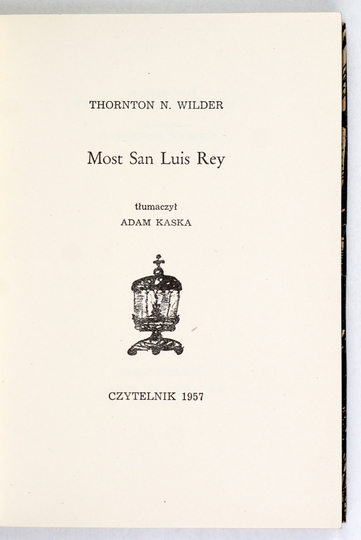 THORNTON N. WILDER
Most San Luis Rey
tłumaczył
ADAM KASKA
CZYTELNIK 1957